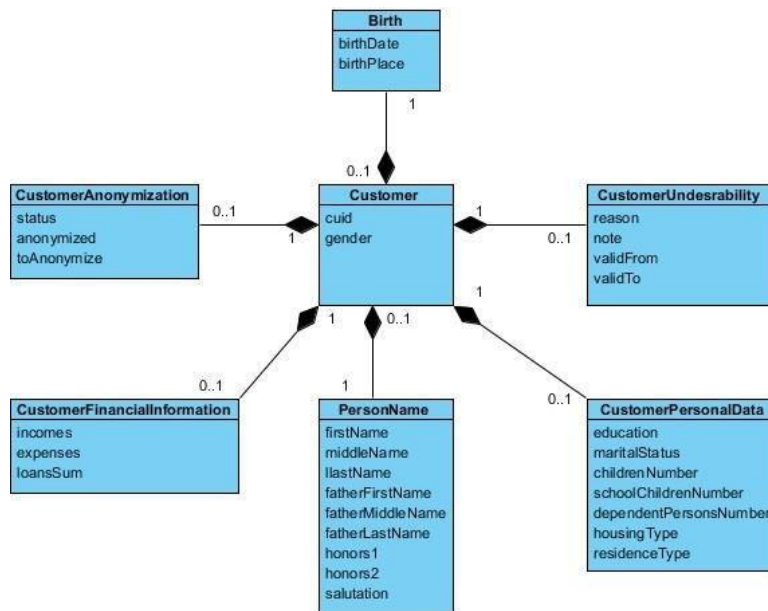 Birth
birthDate
birthPlace
1
0..1
CustomerAnonymization
status
anonymized
toAnonymize
0..1
1
Customer
cuid
gender
1
0..1
CustomerUndesrability
reason
note
validFrom
validTo
1
0..1
CustomerFinancialInformation
incomes
expenses
loansSum
0..1
1
PersonName
firstName
middleName
llastName
fatherFirstName
fatherMiddleName
fatherLastName
honors1
honors2
salutation
1
0..1
CustomerPersonalData
education
maritalStatus
childrenNumber
schoolChildrenNumber
dependentPersonsNumber
housingType
residenceType